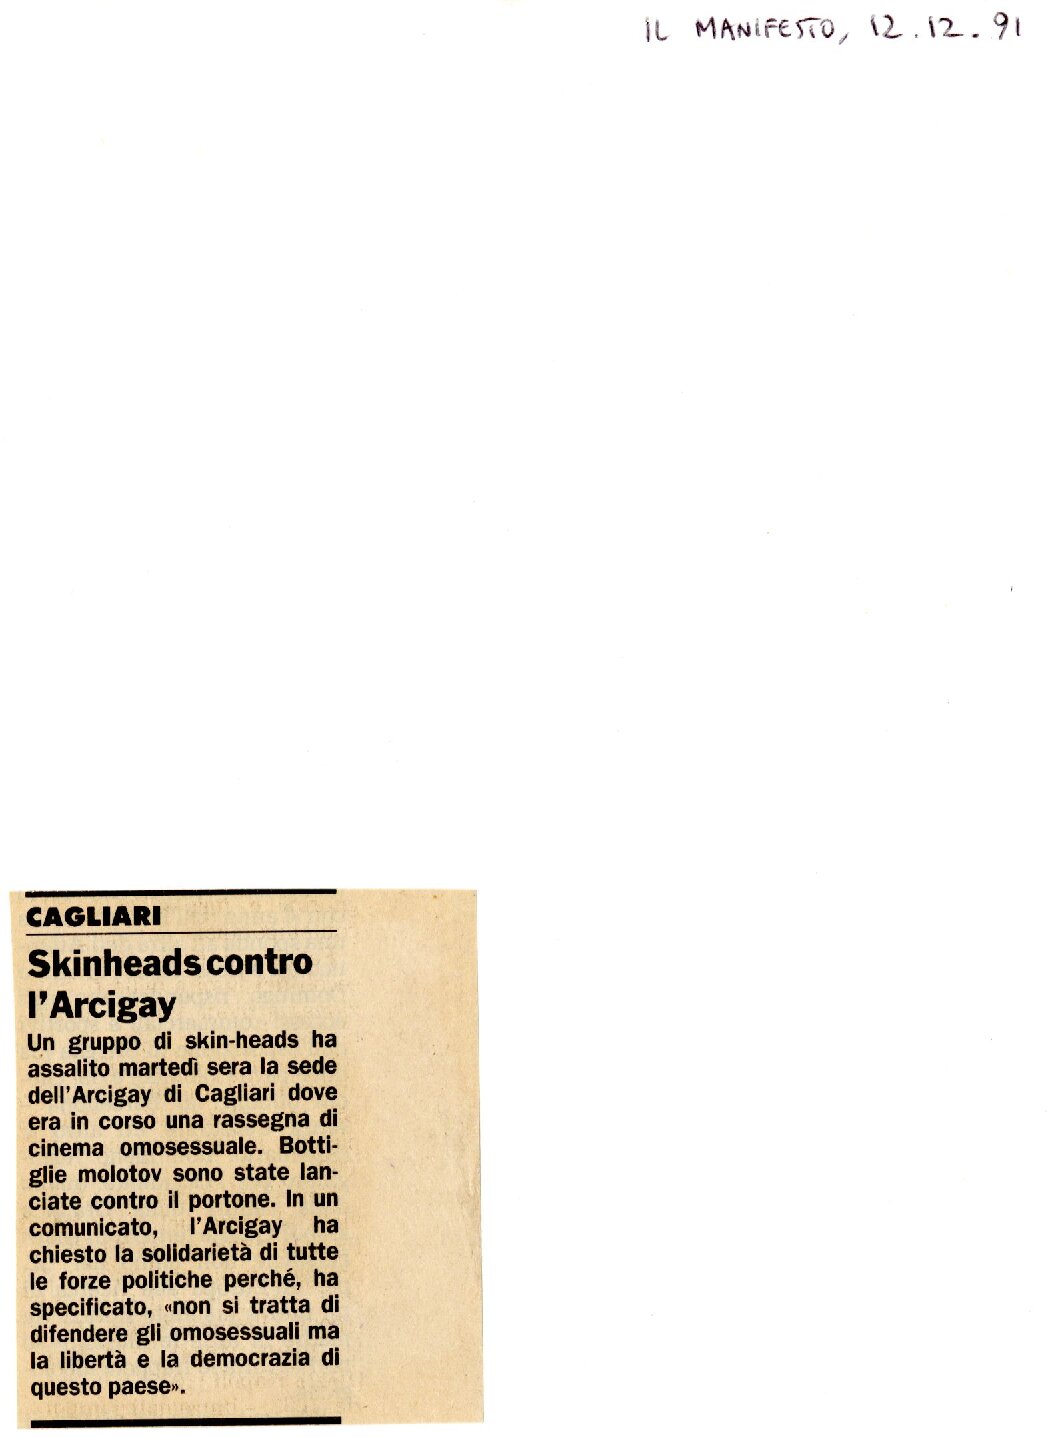 IL MANIFESTO, 12.12.91
CAGLIARI
Skinheads contro
l'Arcigay
Un gruppo di skin-heads ha
assalito martedì sera la sede
dell'Arcigay di Cagliari dove
era in corso una rassegna di
cinema omosessuale. Botti-
glie molotov sono state lan-
ciate contro il portone. In un
comunicato, l'Arcigay ha
chiesto la solidarietà di tutte
le forze politiche perché, ha
specificato, «non si tratta di
difendere gli omosessuali ma
la libertà e la democrazia di
questo paese».